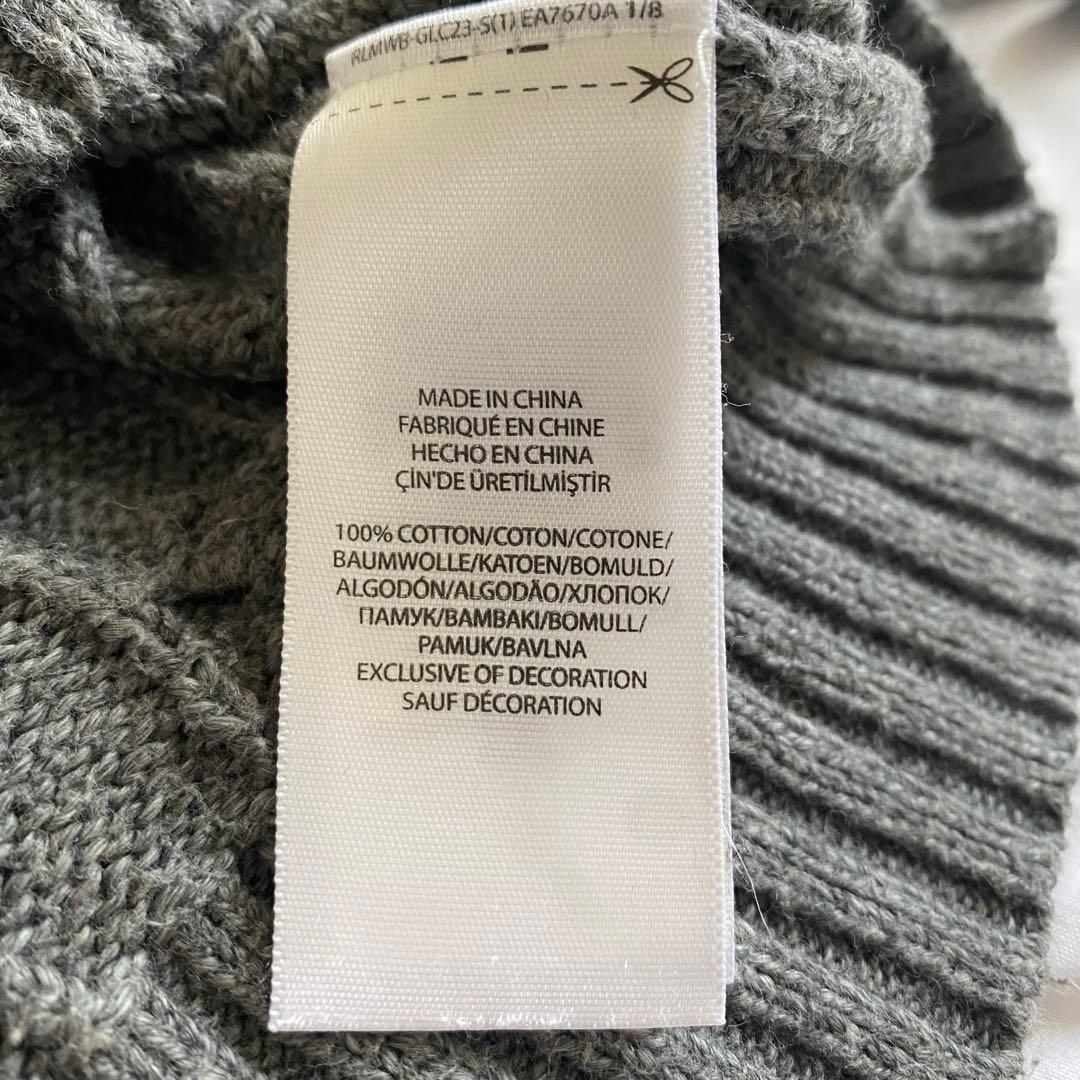 RLMWB-GLC23-S(1) EA7670A 1/8
MADE IN CHINA
FABRIQUÉ EN CHINE
HECHO EN CHINA
ÇİN'DE ÜRETİLMİŞTİR
100% COTTON/COTON/COTONE/
BAUMWOLLE/KATOEN/BOMULD/
ALGODÓN/ALGODÃO/ХЛОПОК/
ПАМУК/ΒΑΜΒΑΚΙ/BOMULL/
PAMUK/BAVLNA
EXCLUSIVE OF DECORATION
SAUF DÉCORATION